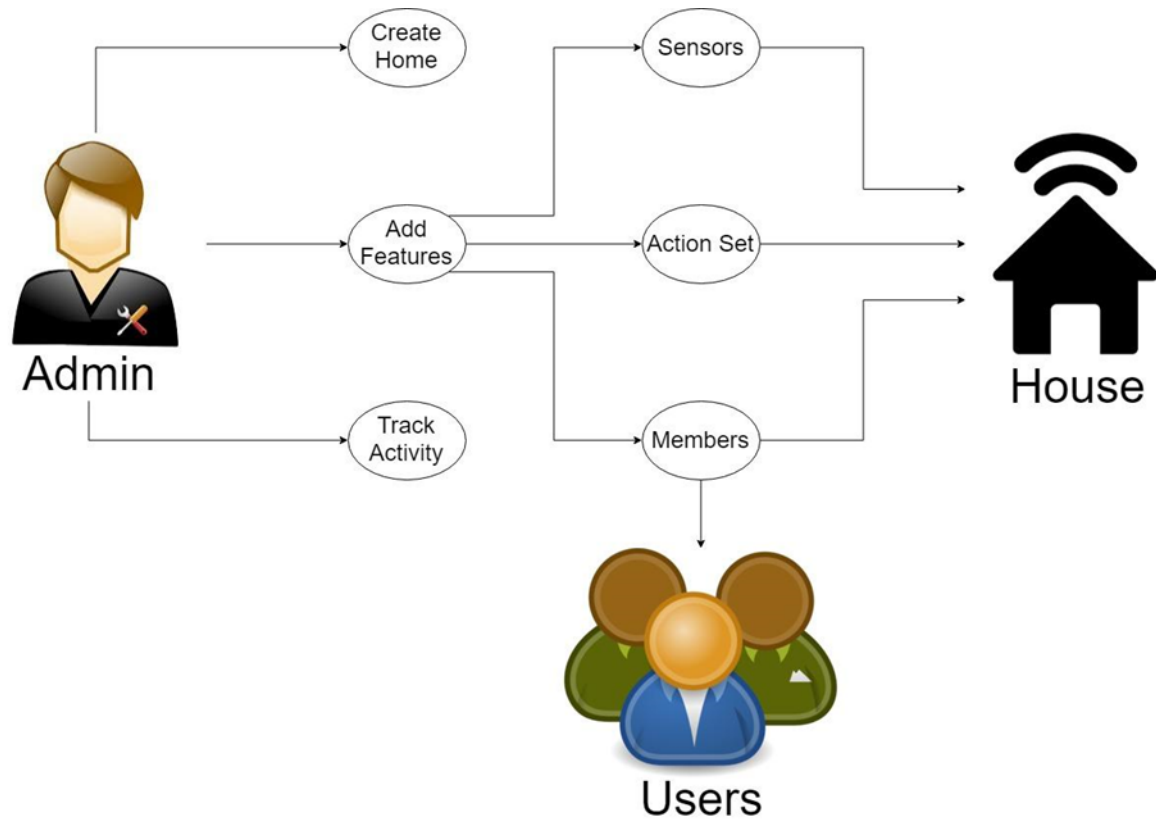 Create
Home
Sensors
Add
Features
Action Set
Admin
House
Track
Activity
Members
Users